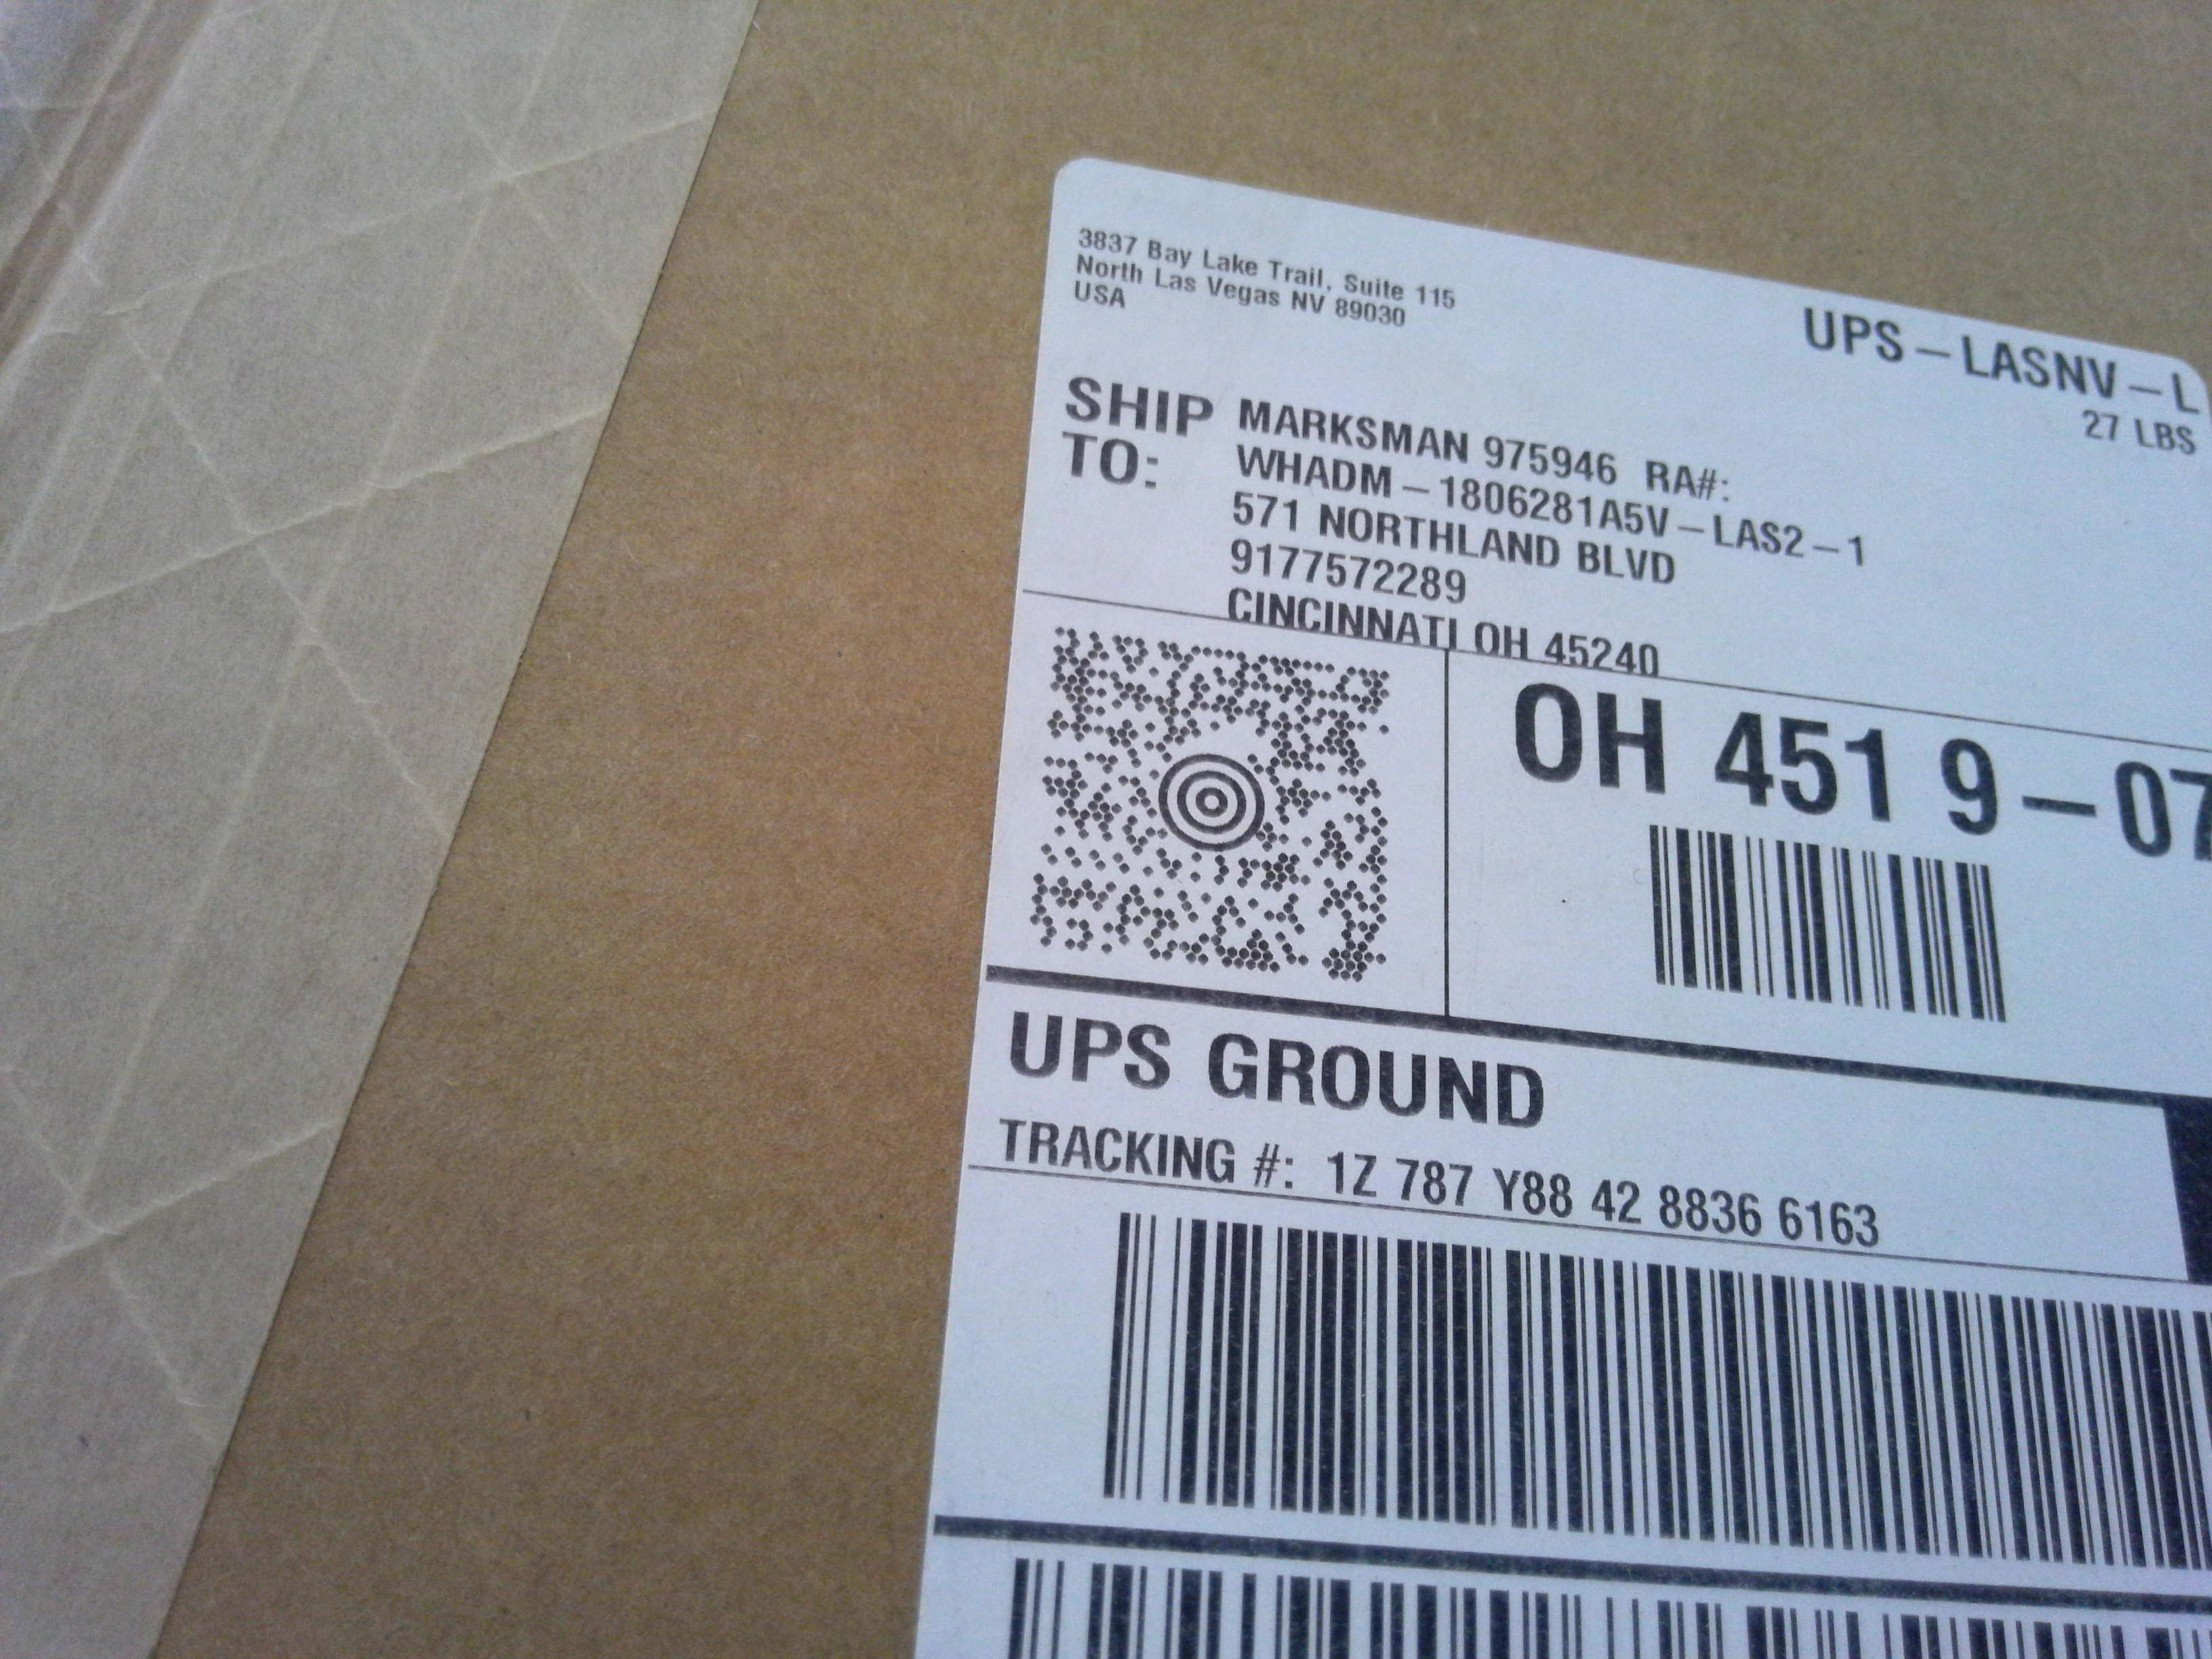 3837 Bay Lake Trail, Suite 115
North Las Vegas NV 89030
USA
UPS – LASNV – L
27 LBS
SHIP TO:
MARKSMAN 975946 RA#:
WHADM – 1806281A5V – LAS2 – 1
571 NORTHLAND BLVD
9177572289
CINCINNATI OH 45240
OH 451 9 – 07
UPS GROUND
TRACKING #: 1Z 787 Y88 42 8836 6163